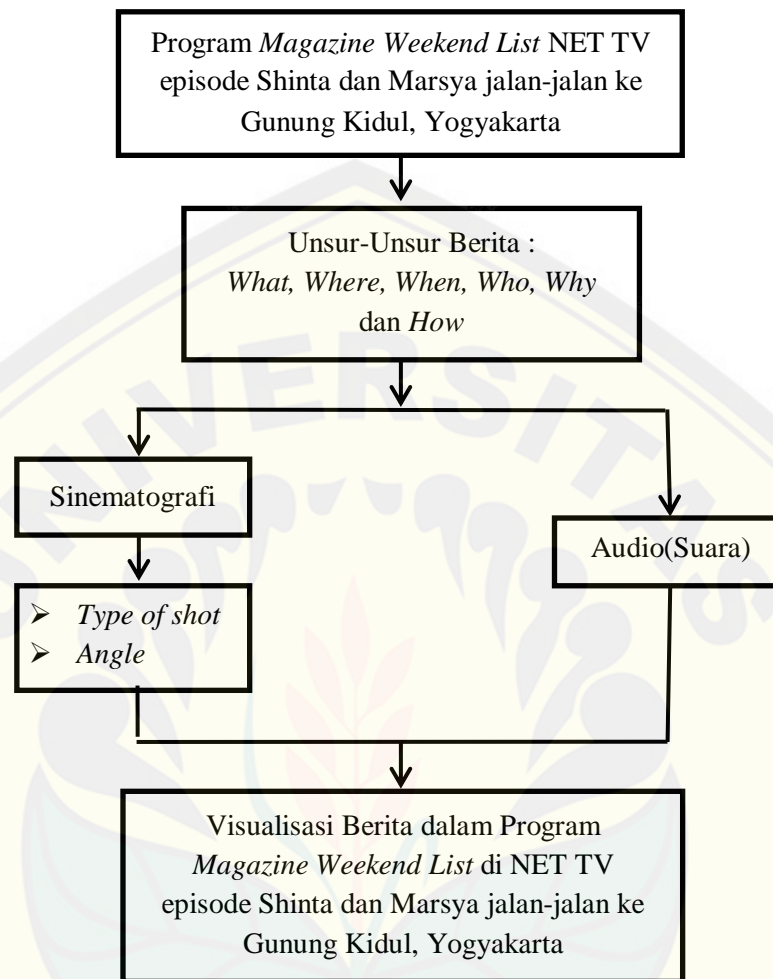 Program Magazine Weekend List NET TV
episode Shinta dan Marsya jalan-jalan ke
Gunung Kidul, Yogyakarta
Unsur-Unsur Berita :
What, Where, When, Who, Why
dan How
UNIVERSITAS
Sinematografi
Audio(Suara)
➢ Type of shot
➢ Angle
Visualisasi Berita dalam Program
Magazine Weekend List di NET TV
episode Shinta dan Marsya jalan-jalan ke
Gunung Kidul, Yogyakarta